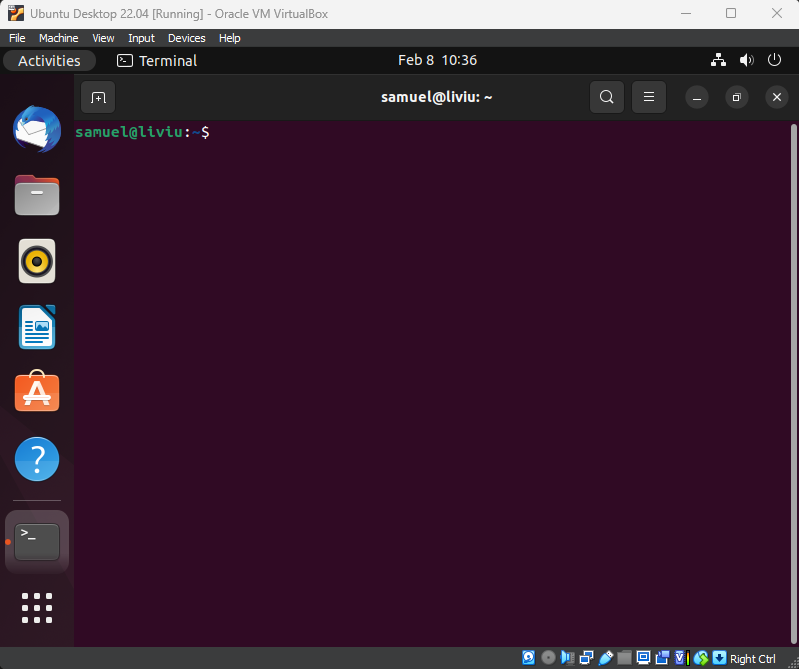 Ubuntu Desktop 22.04 [Running] - Oracle VM VirtualBox
File Machine View Input Devices Help
Activities Terminal Feb 8 10:36
samuel@liviu: ~
samuel@liviu:~$
?
>_
Right Ctrl